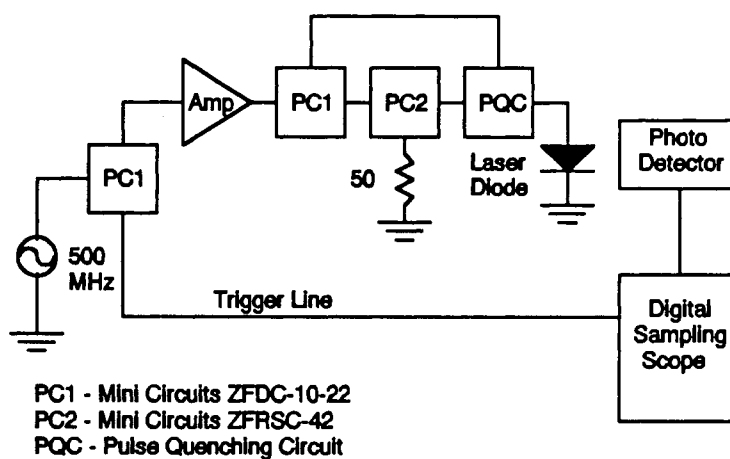 Amp
PC1
PC2
PQC
PC1
50
Laser
Diode
Photo
Detector
500
MHz
Trigger Line
Digital
Sampling
Scope
PC1 - Mini Circuits ZFDC-10-22
PC2 - Mini Circuits ZFRSC-42
PQC - Pulse Quenching Circuit